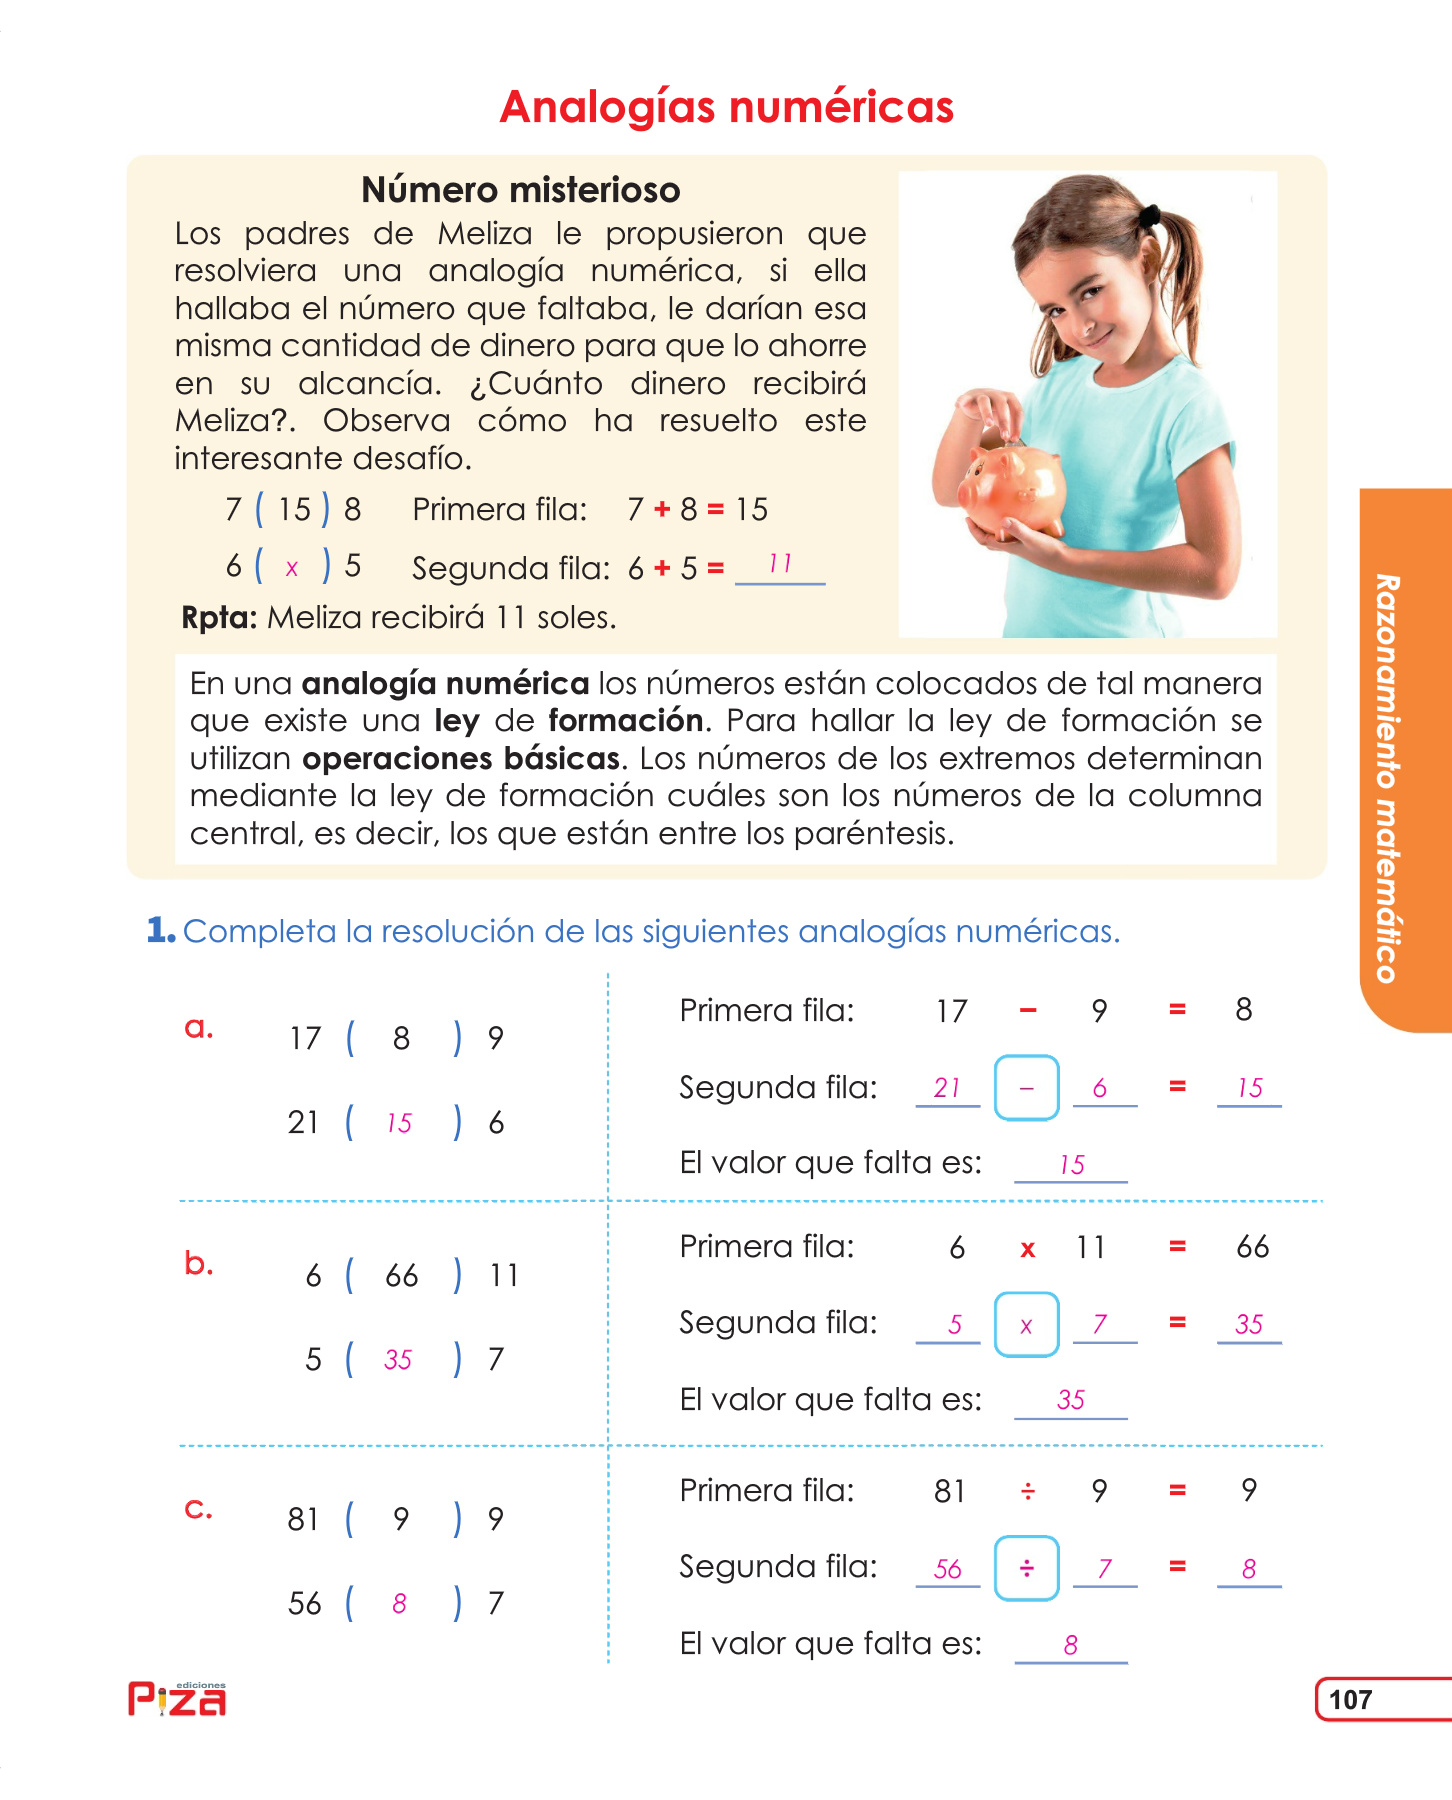 Analogías numéricas
Número misterioso
Los padres de Meliza le propusieron que
resolviera una analogía numérica, si ella
hallaba el número que faltaba, le darían esa
misma cantidad de dinero para que lo ahorre
en su alcancía. ¿Cuánto dinero recibirá
Meliza?. Observa cómo ha resuelto este
interesante desafío.
7 ( 15 ) 8 Primera fila: 7 + 8 = 15
6 ( x ) 5 Segunda fila: 6 + 5 = 11
Rpta: Meliza recibirá 11 soles.
En una analogía numérica los números están colocados de tal manera
que existe una ley de formación. Para hallar la ley de formación se
utilizan operaciones básicas. Los números de los extremos determinan
mediante la ley de formación cuáles son los números de la columna
central, es decir, los que están entre los paréntesis.
Razonamiento matemático
1. Completa la resolución de las siguientes analogías numéricas.
a.
17 ( 8 ) 9
21 ( 15 ) 6
Primera fila: 17 – 9 = 8
Segunda fila: 21 – 6 = 15
El valor que falta es: 15
b.
6 ( 66 ) 11
5 ( 35 ) 7
Primera fila: 6 x 11 = 66
Segunda fila: 5 x 7 = 35
El valor que falta es: 35
c.
81 ( 9 ) 9
56 ( 8 ) 7
Primera fila: 81 ÷ 9 = 9
Segunda fila: 56 ÷ 7 = 8
El valor que falta es: 8
ediciones
Piza
107